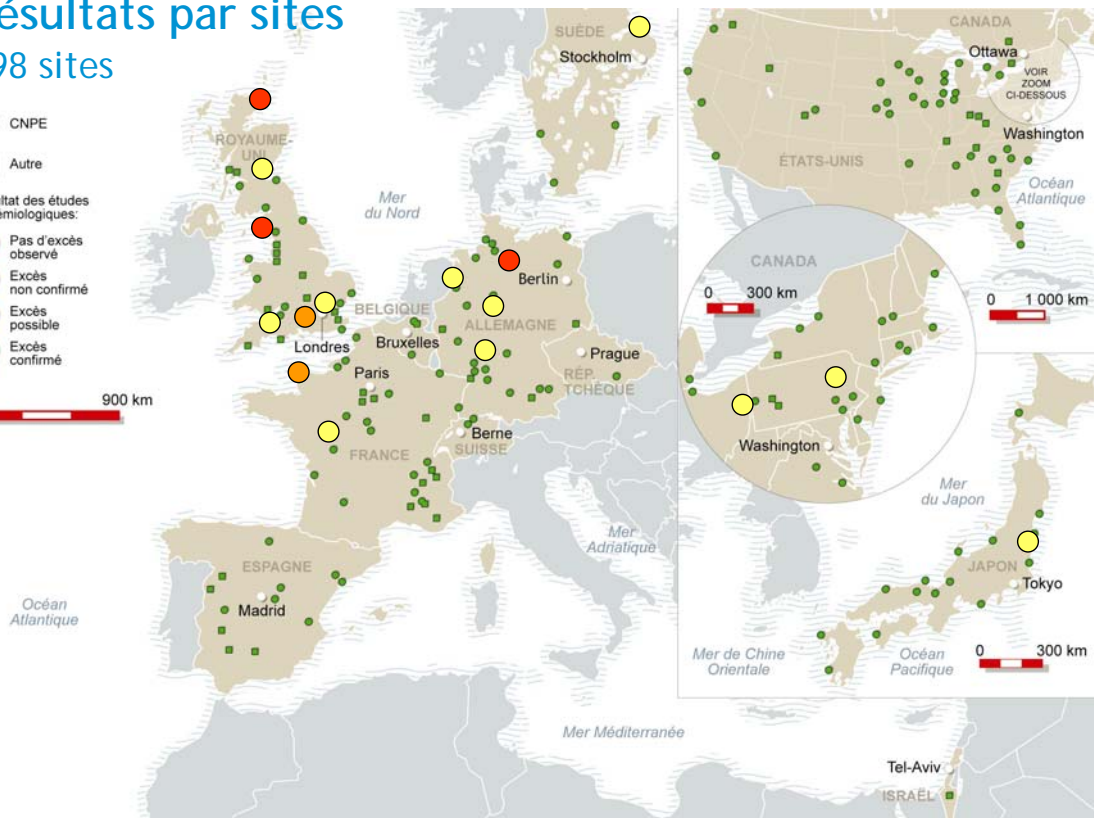 ésultats par sites
98 sites
CNPE
Autre
ltat des études
émiologiques:
Pas d'excès
observé
Excès
non confirmé
Excès
possible
Excès
confirmé
900 km
SUÈDE
Stockholm
ROYAUME-
UNI
Mer
du Nord
Berlin
BELGIQUE
ALLEMAGNE
Londres
Bruxelles
Prague
Paris
RÉP.
TCHÈQUE
Berne
SUISSE
FRANCE
Mer
Adriatique
ESPAGNE
Madrid
Océan
Atlantique
Mer Méditerranée
Tel-Aviv
ISRAËL
CANADA
Ottawa
VOIR
ZOOM
CI-DESSOUS
Washington
ÉTATS-UNIS
Océan
Atlantique
CANADA
0 300 km
0 1 000 km
Washington
Mer
du Japon
JAPON
Tokyo
Mer de Chine
Orientale
Océan
Pacifique
0 300 km